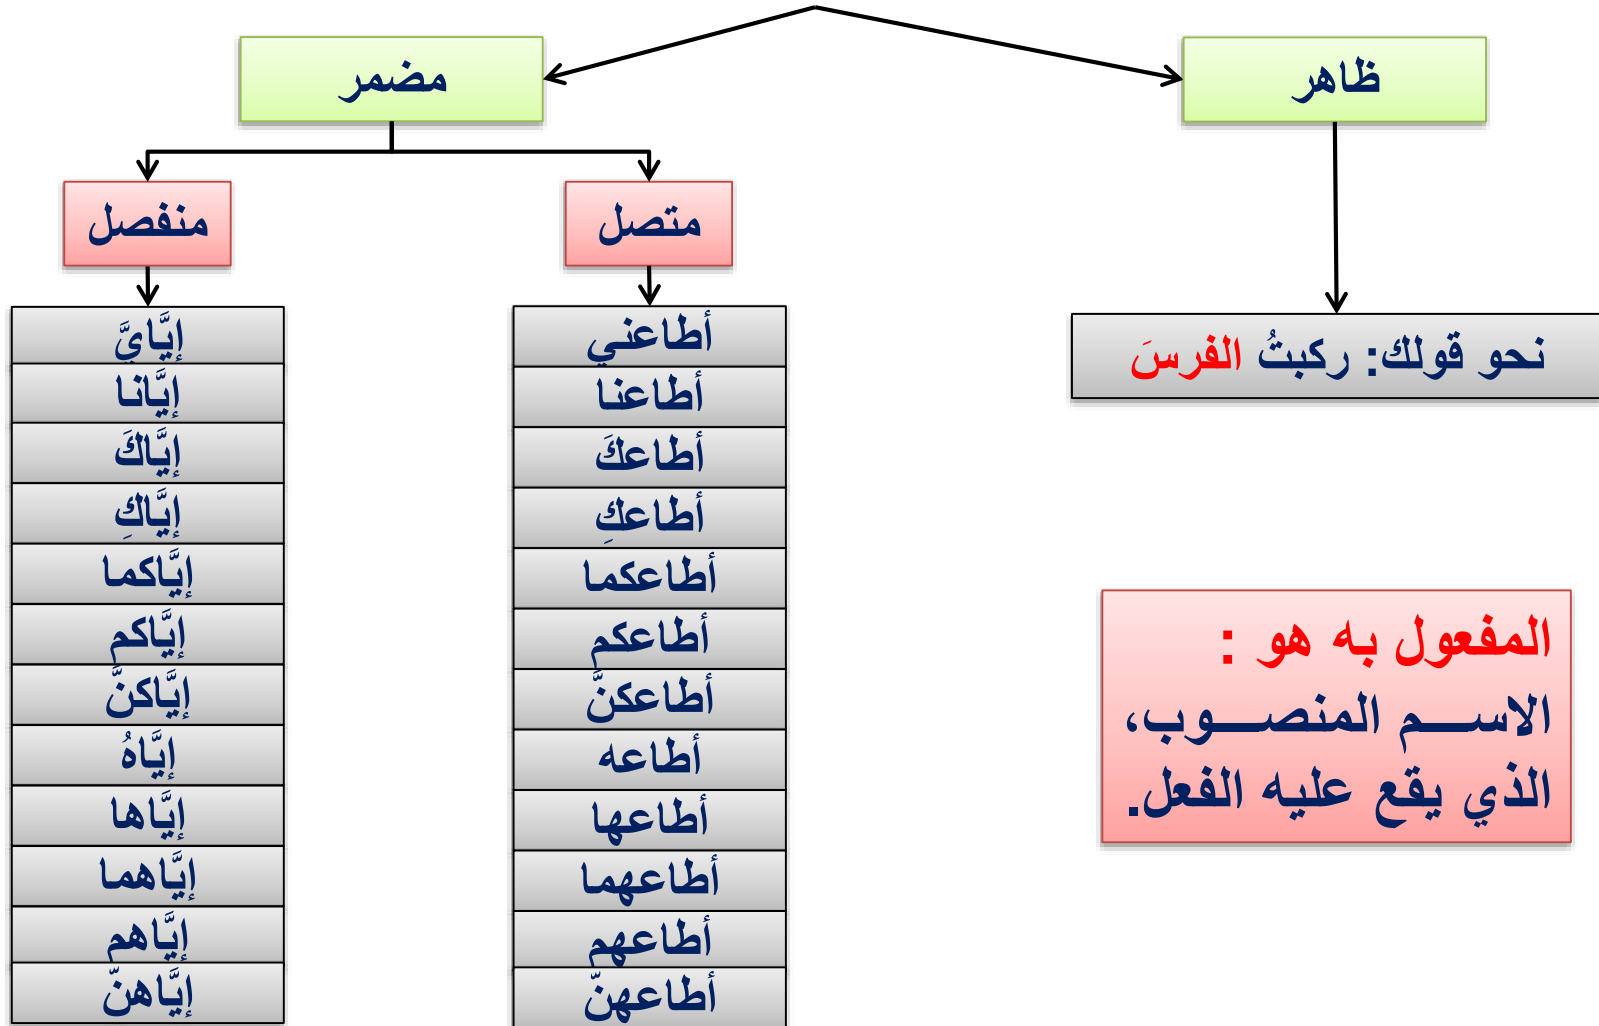 ظاهر
مضمر
متصل
منفصل
نحو قولك: ركبتُ الفرسَ
المفعول به هو :
الاسم المنصوب،
الذي يقع عليه الفعل.
أطاعني
أطاعنا
أطاعكَ
أطاعكِ
أطاعكما
أطاعكم
أطاعكنَّ
أطاعه
أطاعها
أطاعهما
أطاعهم
أطاعهنّ
إيَّايَّ
إيَّانا
إيَّاكَ
إيَّاكِ
إيَّاكما
إيَّاكم
إيَّاكنَّ
إيَّاهُ
إيَّاها
إيَّاهما
إيَّاهم
إيَّاهنّ